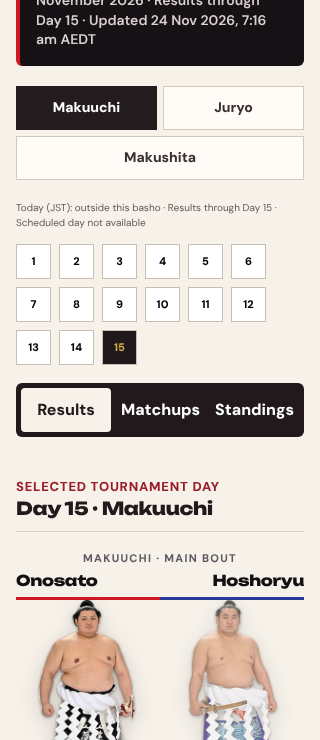 November 2026 · Results through
Day 15 · Updated 24 Nov 2026, 7:16
am AEDT
Makuuchi
Juryo
Makushita
Today (JST): outside this basho · Results through Day 15 ·
Scheduled day not available
1 2 3 4 5 6
7 8 9 10 11 12
13 14 15
Results Matchups Standings
SELECTED TOURNAMENT DAY
Day 15 · Makuuchi
MAKUUCHI · MAIN BOUT
Onosato Hoshoryu